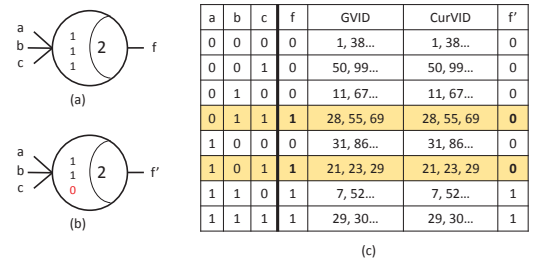 a
b
c
1
1
1
2
f
(a)
a
b
c
1
1
0
2
f'
(b)
a b c f GVID CurVID f'
0 0 0 0 1, 38... 1, 38... 0
0 0 1 0 50, 99... 50, 99... 0
0 1 0 0 11, 67... 11, 67... 0
0 1 1 1 28, 55, 69 28, 55, 69 0
1 0 0 0 31, 86... 31, 86... 0
1 0 1 1 21, 23, 29 21, 23, 29 0
1 1 0 1 7, 52... 7, 52... 1
1 1 1 1 29, 30... 29, 30... 1
(c)